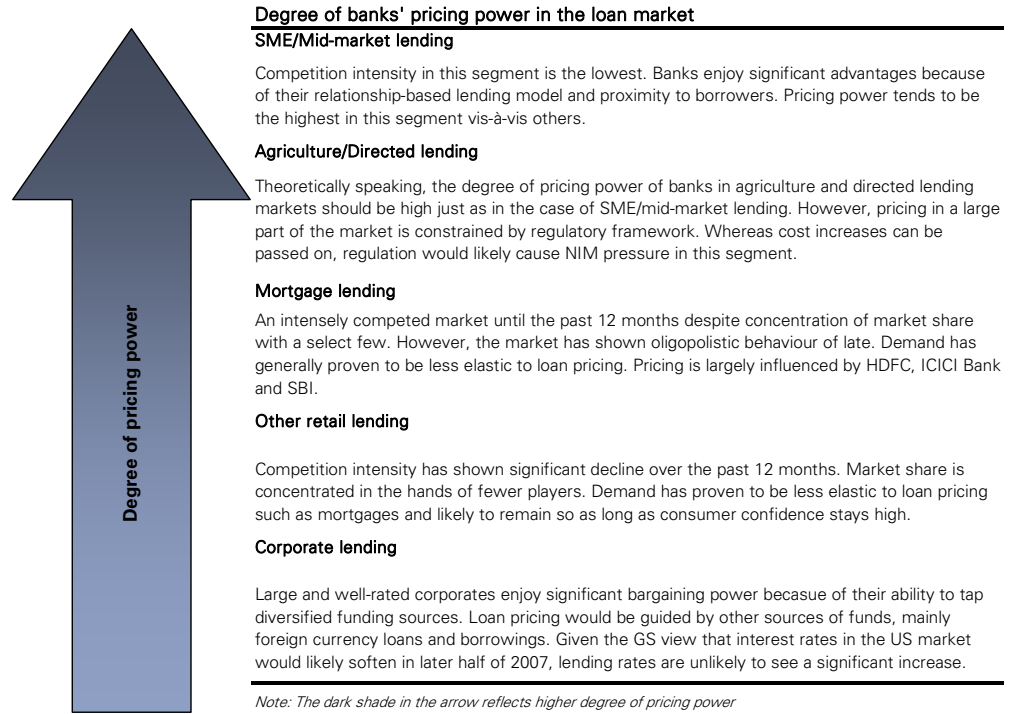 Degree of banks' pricing power in the loan market
SME/Mid-market lending
Competition intensity in this segment is the lowest. Banks enjoy significant advantages because
of their relationship-based lending model and proximity to borrowers. Pricing power tends to be
the highest in this segment vis-à-vis others.
Agriculture/Directed lending
Theoretically speaking, the degree of pricing power of banks in agriculture and directed lending
markets should be high just as in the case of SME/mid-market lending. However, pricing in a large
part of the market is constrained by regulatory framework. Whereas cost increases can be
passed on, regulation would likely cause NIM pressure in this segment.
Mortgage lending
An intensely competed market until the past 12 months despite concentration of market share
with a select few. However, the market has shown oligopolistic behaviour of late. Demand has
generally proven to be less elastic to loan pricing. Pricing is largely influenced by HDFC, ICICI Bank
and SBI.
Other retail lending
Competition intensity has shown significant decline over the past 12 months. Market share is
concentrated in the hands of fewer players. Demand has proven to be less elastic to loan pricing
such as mortgages and likely to remain so as long as consumer confidence stays high.
Corporate lending
Large and well-rated corporates enjoy significant bargaining power becasue of their ability to tap
diversified funding sources. Loan pricing would be guided by other sources of funds, mainly
foreign currency loans and borrowings. Given the GS view that interest rates in the US market
would likely soften in later half of 2007, lending rates are unlikely to see a significant increase.
Note: The dark shade in the arrow reflects higher degree of pricing power
Degree of pricing power